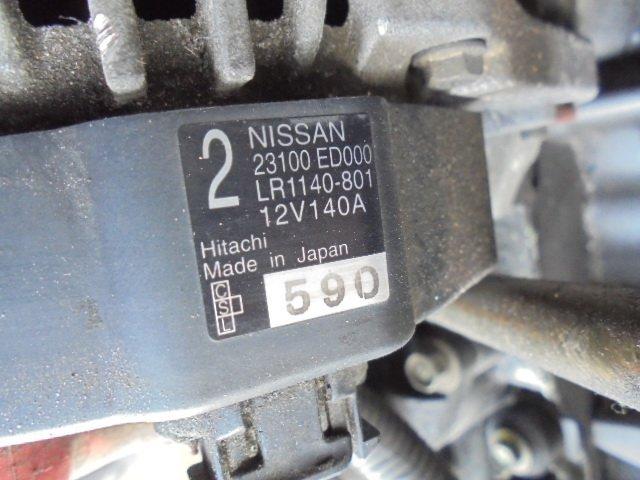 2
NISSAN
23100 ED000
LR1140-801
12V140A
Hitachi
Made in Japan
C
S
L
590